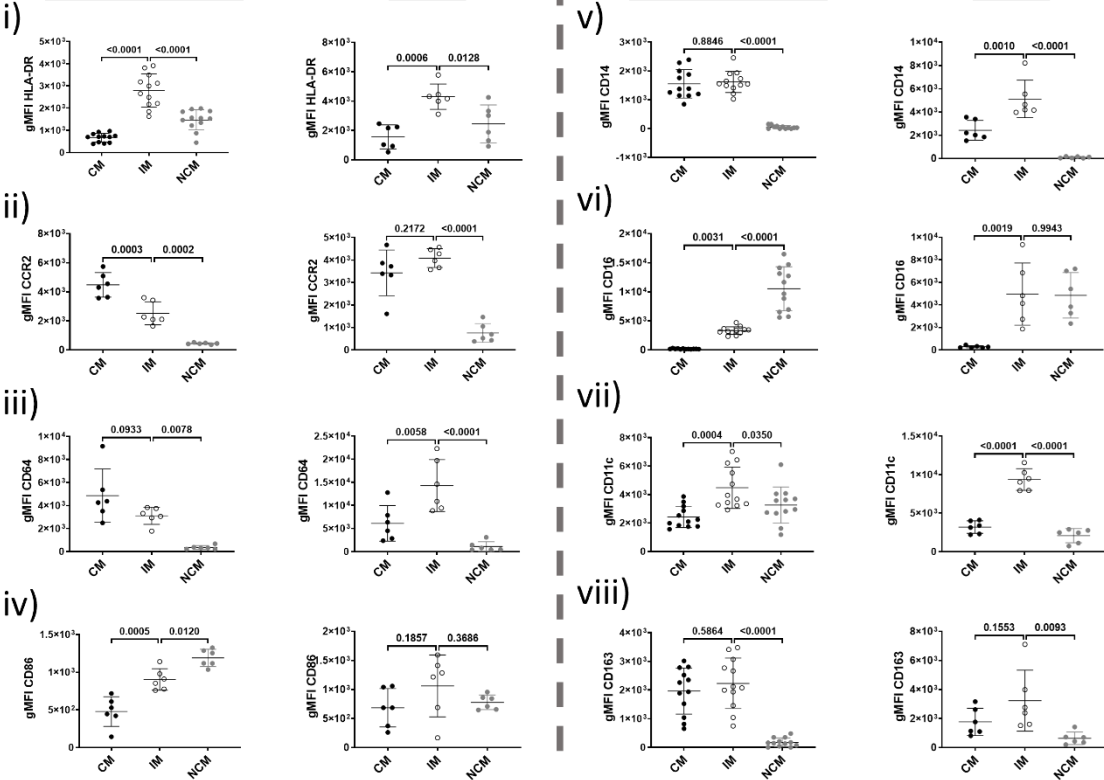 i)
<0.0001 <0.0001
gMFI HLA-DR
5×10³
4×10³
3×10³
2×10³
1×10³
0
CM IM NCM
0.0006 0.0128
gMFI HLA-DR
8×10³
6×10³
4×10³
2×10³
0
CM IM NCM
ii)
0.0003 0.0002
gMFI CCR2
8×10³
6×10³
4×10³
2×10³
0
CM IM NCM
0.2172 <0.0001
gMFI CCR2
5×10³
4×10³
3×10³
2×10³
1×10³
0
CM IM NCM
iii)
0.0933 0.0078
gMFI CD64
1×10⁴
8×10³
6×10³
4×10³
2×10³
0
CM IM NCM
0.0058 <0.0001
gMFI CD64
2.5×10⁴
2×10⁴
1.5×10⁴
1×10⁴
5×10³
0
CM IM NCM
iv)
0.0005 0.0120
gMFI CD86
1.5×10³
1×10³
5×10²
0
CM IM NCM
0.1857 0.3686
gMFI CD86
2×10³
1.5×10³
1×10³
5×10²
0
CM IM NCM
v)
0.8846 <0.0001
gMFI CD14
3×10³
2×10³
1×10³
0
-1×10³
CM IM NCM
0.0010 <0.0001
gMFI CD14
1×10⁴
8×10³
6×10³
4×10³
2×10³
0
CM IM NCM
vi)
0.0031 <0.0001
gMFI CD16
2×10⁴
1.5×10⁴
1×10⁴
5×10³
0
CM IM NCM
0.0019 0.9943
gMFI CD16
1×10⁴
8×10³
6×10³
4×10³
2×10³
0
CM IM NCM
vii)
0.0004 0.0350
gMFI CD11c
8×10³
6×10³
4×10³
2×10³
0
CM IM NCM
<0.0001 <0.0001
gMFI CD11c
1.5×10⁴
1×10⁴
5×10³
0
CM IM NCM
viii)
0.5864 <0.0001
gMFI CD163
4×10³
3×10³
2×10³
1×10³
0
CM IM NCM
0.1553 0.0093
gMFI CD163
8×10³
6×10³
4×10³
2×10³
0
CM IM NCM